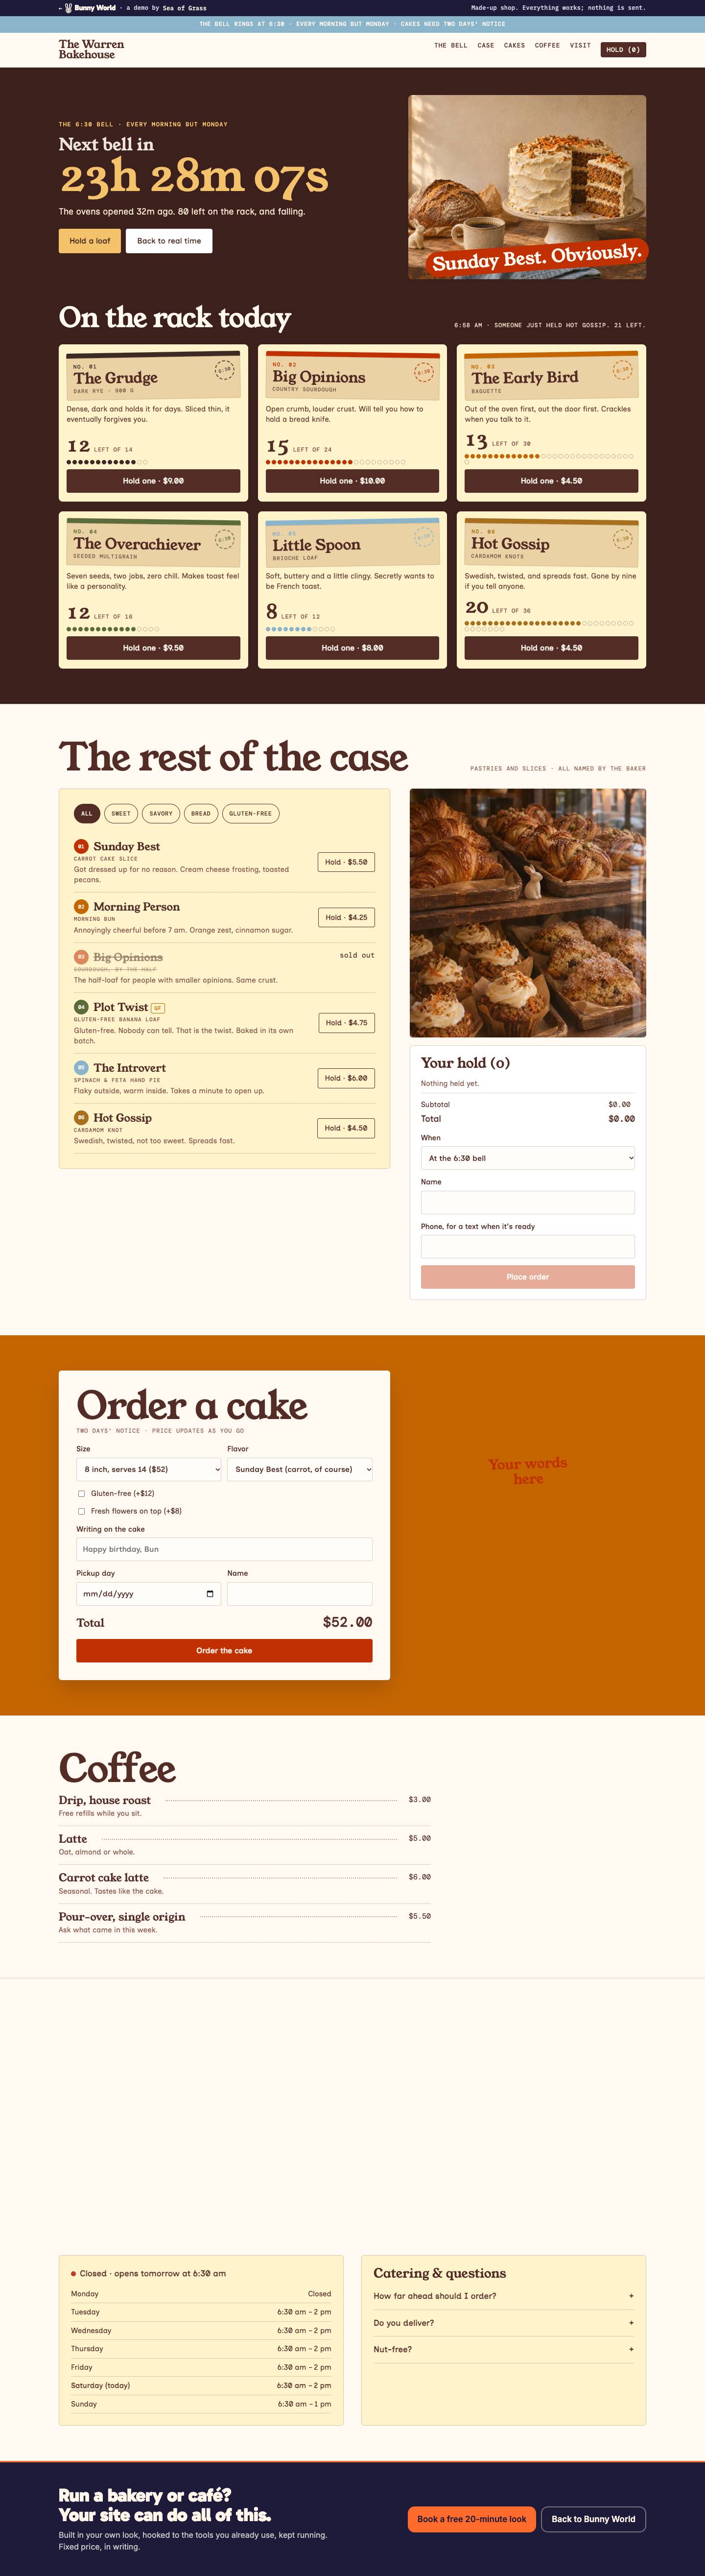 ← Bunny World · a demo by Sea of Grass
Made-up shop. Everything works; nothing is sent.
THE BELL RINGS AT 6:30 · EVERY MORNING BUT MONDAY · CAKES NEED TWO DAYS' NOTICE
The Warren
Bakehouse
THE BELL CASE CAKES COFFEE VISIT HOLD (0)
THE 6:30 BELL · EVERY MORNING BUT MONDAY
Next bell in
23h 28m 07s
The ovens opened 32m ago. 80 left on the rack, and falling.
Hold a loaf
Back to real time
Sunday Best. Obviously.
On the rack today
6:58 AM · SOMEONE JUST HELD HOT GOSSIP. 21 LEFT.
NO. 01
The Grudge
DARK RYE · 900 G
6:30
Dense, dark and holds it for days. Sliced thin, it
eventually forgives you.
12 LEFT OF 14
Hold one · $9.00
NO. 02
Big Opinions
COUNTRY SOURDOUGH
6:30
Open crumb, louder crust. Will tell you how to
hold a bread knife.
15 LEFT OF 24
Hold one · $10.00
NO. 03
The Early Bird
BAGUETTE
6:30
Out of the oven first, out the door first. Crackles
when you talk to it.
13 LEFT OF 30
Hold one · $4.50
NO. 04
The Overachiever
SEEDED MULTIGRAIN
6:30
Seven seeds, two jobs, zero chill. Makes toast feel
like a personality.
12 LEFT OF 16
Hold one · $9.50
NO. 05
Little Spoon
BRIOCHE LOAF
6:30
Soft, buttery and a little clingy. Secretly wants to
be French toast.
8 LEFT OF 12
Hold one · $8.00
NO. 06
Hot Gossip
CARDAMOM KNOTS
6:30
Swedish, twisted, and spreads fast. Gone by nine
if you tell anyone.
20 LEFT OF 36
Hold one · $4.50
The rest of the case
PASTRIES AND SLICES · ALL NAMED BY THE BAKER
ALL SWEET SAVORY BREAD GLUTEN-FREE
01 Sunday Best
CARROT CAKE SLICE
Got dressed up for no reason. Cream cheese frosting, toasted
pecans.
Hold · $5.50
02 Morning Person
MORNING BUN
Annoyingly cheerful before 7 am. Orange zest, cinnamon sugar.
Hold · $4.25
03 Big Opinions
SOURDOUGH, BY THE HALF
The half-loaf for people with smaller opinions. Same crust.
sold out
04 Plot Twist GF
GLUTEN-FREE BANANA LOAF
Gluten-free. Nobody can tell. That is the twist. Baked in its own
batch.
Hold · $4.75
05 The Introvert
SPINACH & FETA HAND PIE
Flaky outside, warm inside. Takes a minute to open up.
Hold · $6.00
06 Hot Gossip
CARDAMOM KNOT
Swedish, twisted, not too sweet. Spreads fast.
Hold · $4.50
Your hold (0)
Nothing held yet.
Subtotal $0.00
Total $0.00
When
At the 6:30 bell
Name
Phone, for a text when it's ready
Place order
Order a cake
TWO DAYS' NOTICE · PRICE UPDATES AS YOU GO
Size
Flavor
8 inch, serves 14 ($52)
Sunday Best (carrot, of course)
Gluten-free (+$12)
Fresh flowers on top (+$8)
Writing on the cake
Happy birthday, Bun
Pickup day
Name
mm/dd/yyyy
Total $52.00
Order the cake
Your words
here
Coffee
Drip, house roast $3.00
Free refills while you sit.
Latte $5.00
Oat, almond or whole.
Carrot cake latte $6.00
Seasonal. Tastes like the cake.
Pour-over, single origin $5.50
Ask what came in this week.
Closed · opens tomorrow at 6:30 am
Monday Closed
Tuesday 6:30 am – 2 pm
Wednesday 6:30 am – 2 pm
Thursday 6:30 am – 2 pm
Friday 6:30 am – 2 pm
Saturday (today) 6:30 am – 2 pm
Sunday 6:30 am – 1 pm
Catering & questions
How far ahead should I order? +
Do you deliver? +
Nut-free? +
Run a bakery or café?
Your site can do all of this.
Built in your own look, hooked to the tools you already use, kept running.
Fixed price, in writing.
Book a free 20-minute look
Back to Bunny World